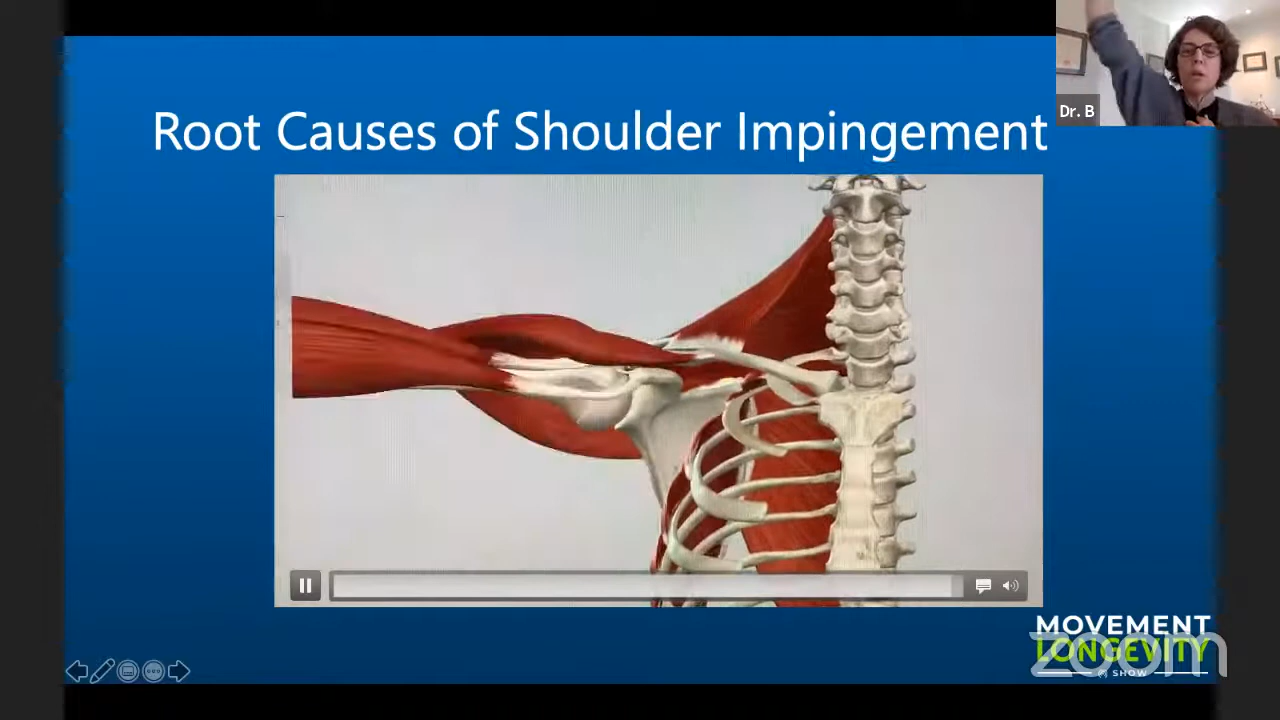 Root Causes of Shoulder Impingement
Dr. B
MOVEMENT
LONGEVITY
SHOW
zoom